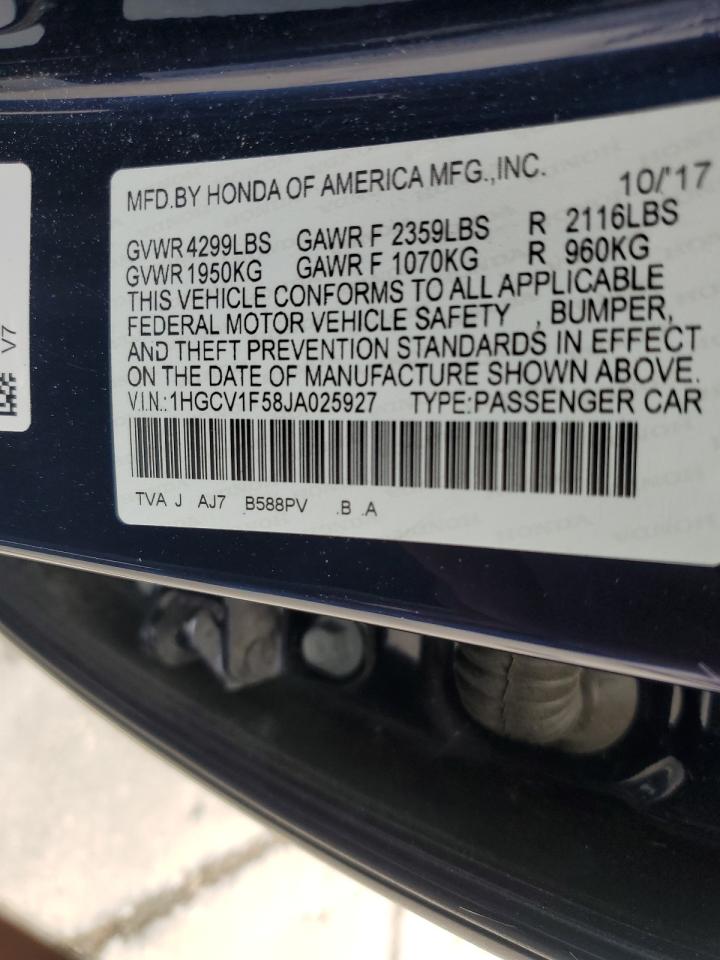 MFD.BY HONDA OF AMERICA MFG.,INC. 10/'17
GVWR 4299LBS GAWR F 2359LBS R 2116LBS
GVWR 1950KG GAWR F 1070KG R 960KG
THIS VEHICLE CONFORMS TO ALL APPLICABLE
FEDERAL MOTOR VEHICLE SAFETY , BUMPER,
AND THEFT PREVENTION STANDARDS IN EFFECT
ON THE DATE OF MANUFACTURE SHOWN ABOVE.
V.I.N.:1HGCV1F58JA025927 TYPE:PASSENGER CAR
TVA J AJ7 B588PV .B .A
V7